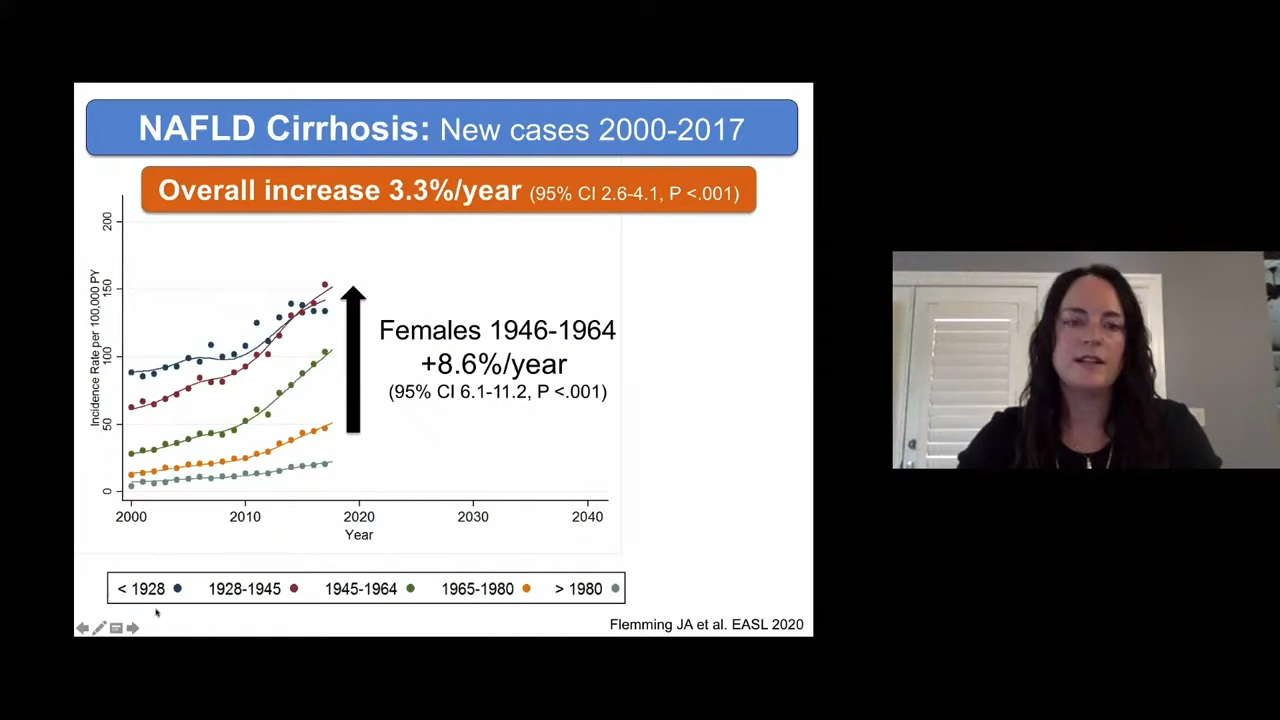 NAFLD Cirrhosis: New cases 2000-2017
Overall increase 3.3%/year (95% CI 2.6-4.1, P <.001)
Incidence Rate per 100,000 PY
200
150
100
50
0
Females 1946-1964
+8.6%/year
(95% CI 6.1-11.2, P <.001)
2000 2010 2020 2030 2040
Year
< 1928 1928-1945 1945-1964 1965-1980 > 1980
Flemming JA et al. EASL 2020